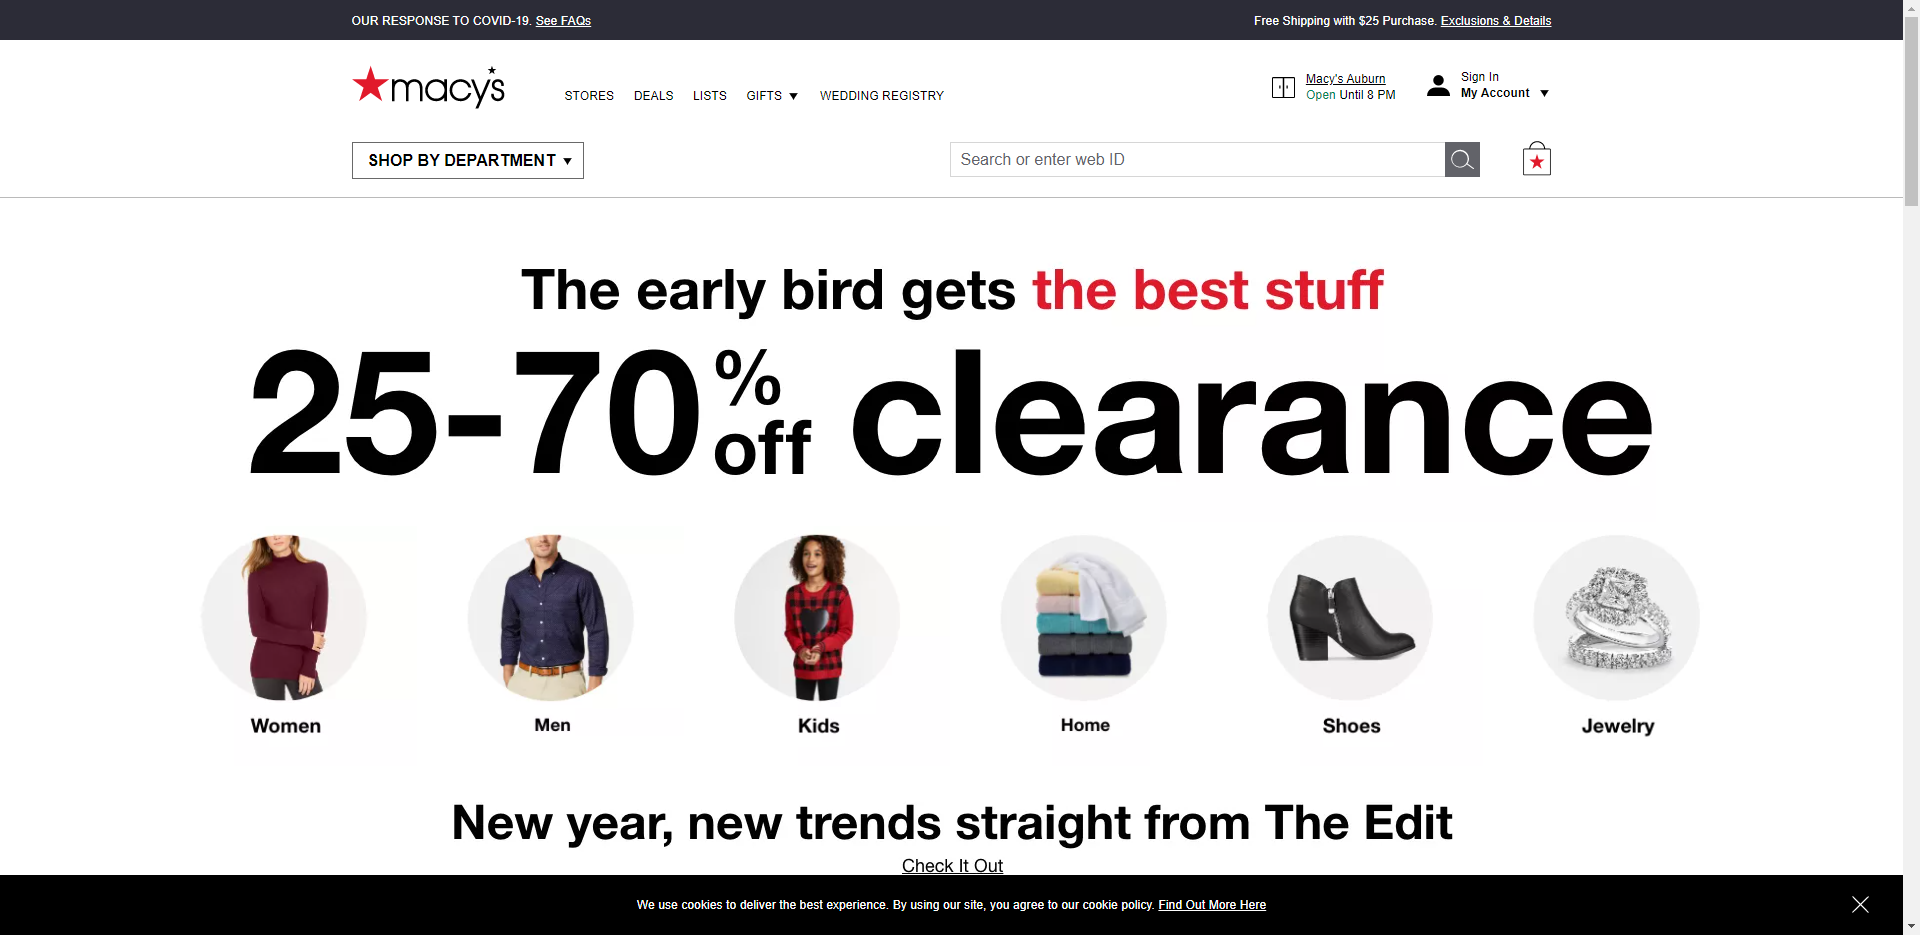 OUR RESPONSE TO COVID-19. See FAQs
Free Shipping with $25 Purchase. Exclusions & Details
macy's
STORES
DEALS
LISTS
GIFTS
WEDDING REGISTRY
Macy's Auburn
Open Until 8 PM
Sign In
My Account
SHOP BY DEPARTMENT
Search or enter web ID
The early bird gets the best stuff
25-70% off clearance
Women
Men
Kids
Home
Shoes
Jewelry
New year, new trends straight from The Edit
Check It Out
We use cookies to deliver the best experience. By using our site, you agree to our cookie policy. Find Out More Here